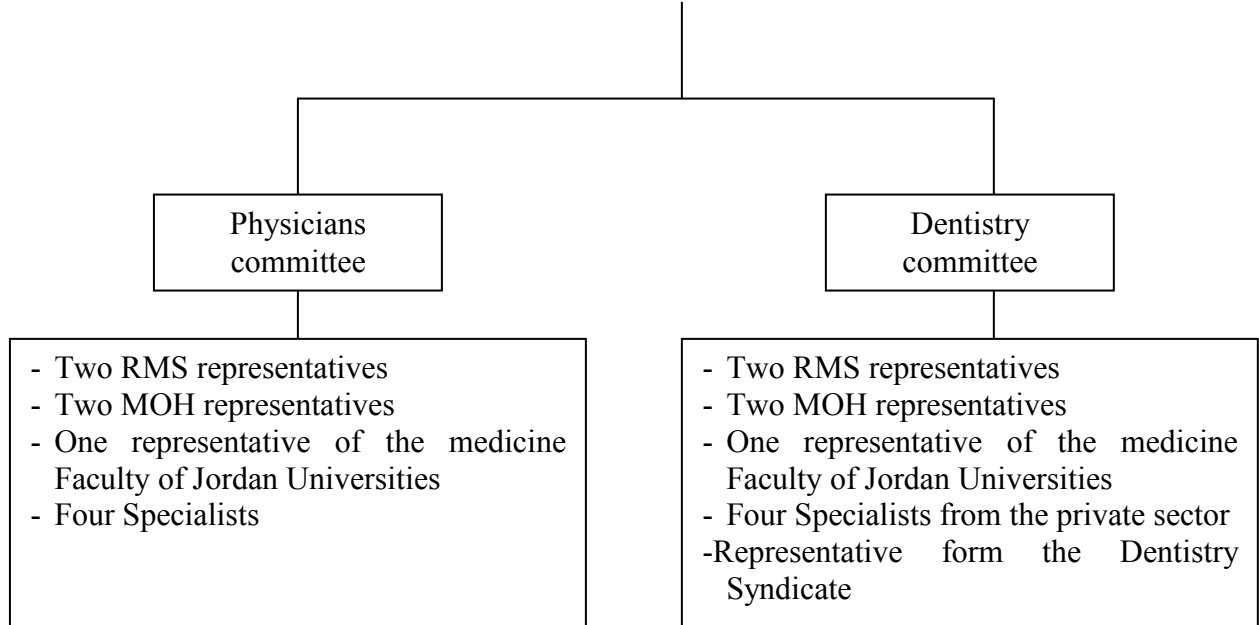 Physicians
committee
Dentistry
committee
- Two RMS representatives
- Two MOH representatives
- One representative of the medicine
Faculty of Jordan Universities
- Four Specialists
- Two RMS representatives
- Two MOH representatives
- One representative of the medicine
Faculty of Jordan Universities
- Four Specialists from the private sector
-Representative form the Dentistry
Syndicate